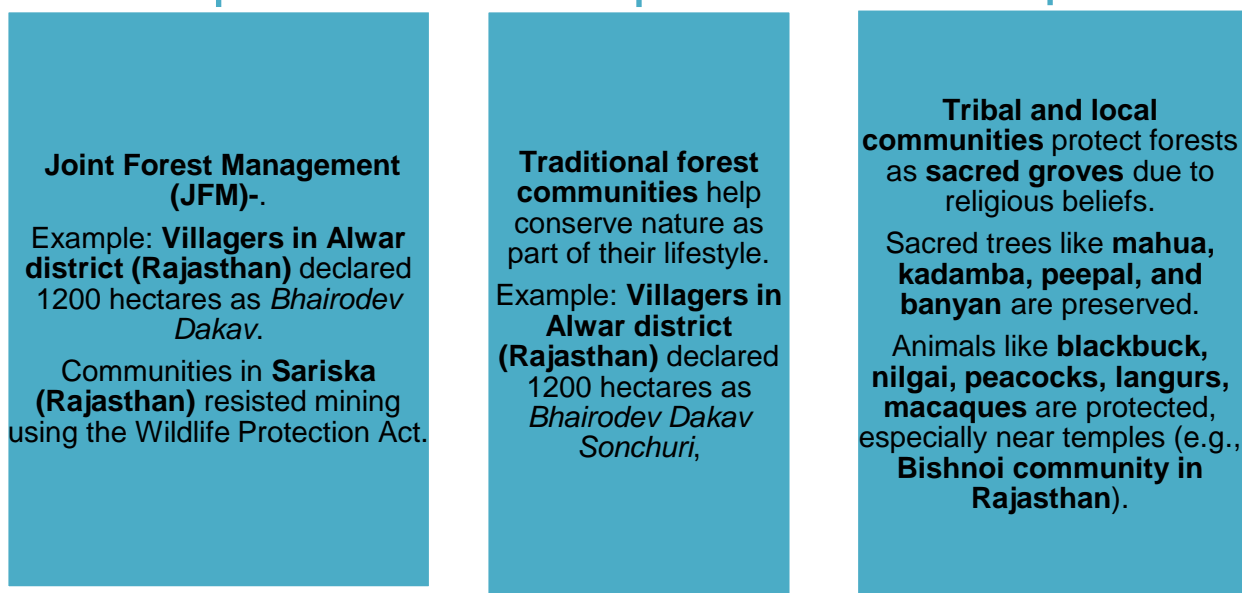 Joint Forest Management
(JFM)-.
Example: Villagers in Alwar
district (Rajasthan) declared
1200 hectares as Bhairodev
Dakav.
Communities in Sariska
(Rajasthan) resisted mining
using the Wildlife Protection Act.
Traditional forest
communities help
conserve nature as
part of their lifestyle.
Example: Villagers in
Alwar district
(Rajasthan) declared
1200 hectares as
Bhairodev Dakav
Sonchuri,
Tribal and local
communities protect forests
as sacred groves due to
religious beliefs.
Sacred trees like mahua,
kadamba, peepal, and
banyan are preserved.
Animals like blackbuck,
nilgai, peacocks, langurs,
macaques are protected,
especially near temples (e.g.,
Bishnoi community in
Rajasthan).